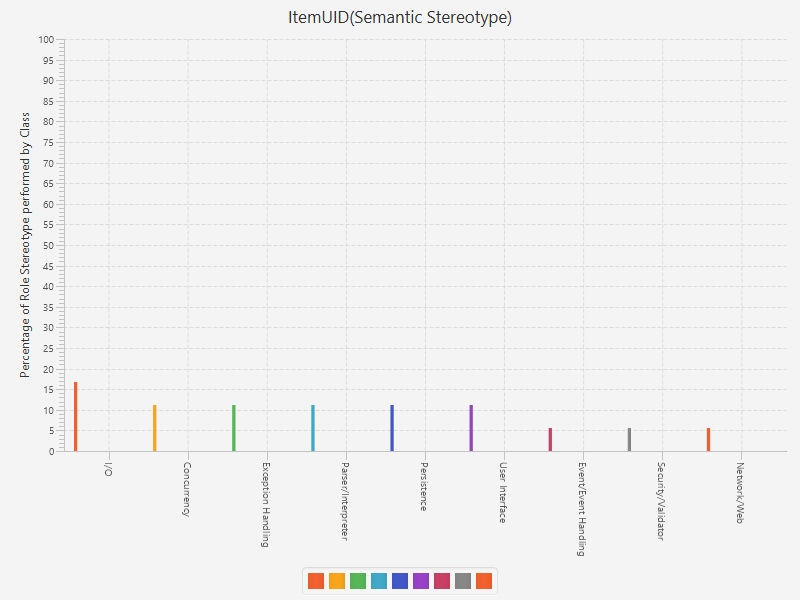 ItemUID(Semantic Stereotype)
Percentage of Role Stereotype performed by Class
100
95
90
85
80
75
70
65
60
55
50
45
40
35
30
25
20
15
10
5
0
I/O
Concurrency
Exception Handling
Parser/Interpreter
Persistence
User Interface
Event/Event Handling
Security/Validator
Network/Web